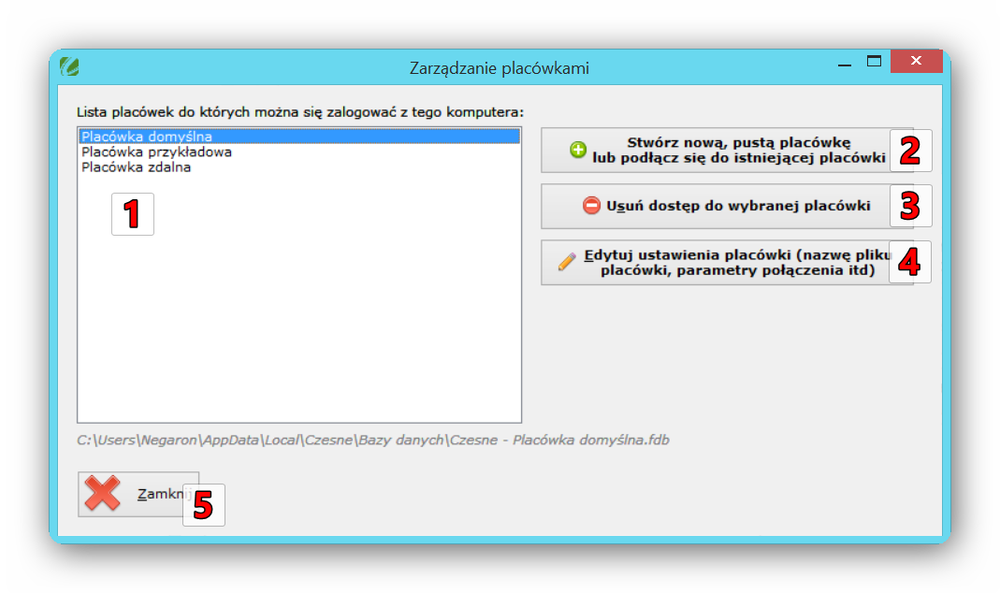 Zarządzanie placówkami
Lista placówek do których można się zalogować z tego komputera:
Placówka domyślna
Placówka przykładowa
Placówka zdalna
1
Stwórz nową, pustą placówkę
lub podłącz się do istniejącej placówki
2
Usuń dostęp do wybranej placówki
3
Edytuj ustawienia placówki (nazwę pliku
placówki, parametry połączenia itd)
4
C:\Users\Negaron\AppData\Local\Czesne\Bazy danych\Czesne - Placówka domyślna.fdb
Zamknij
5